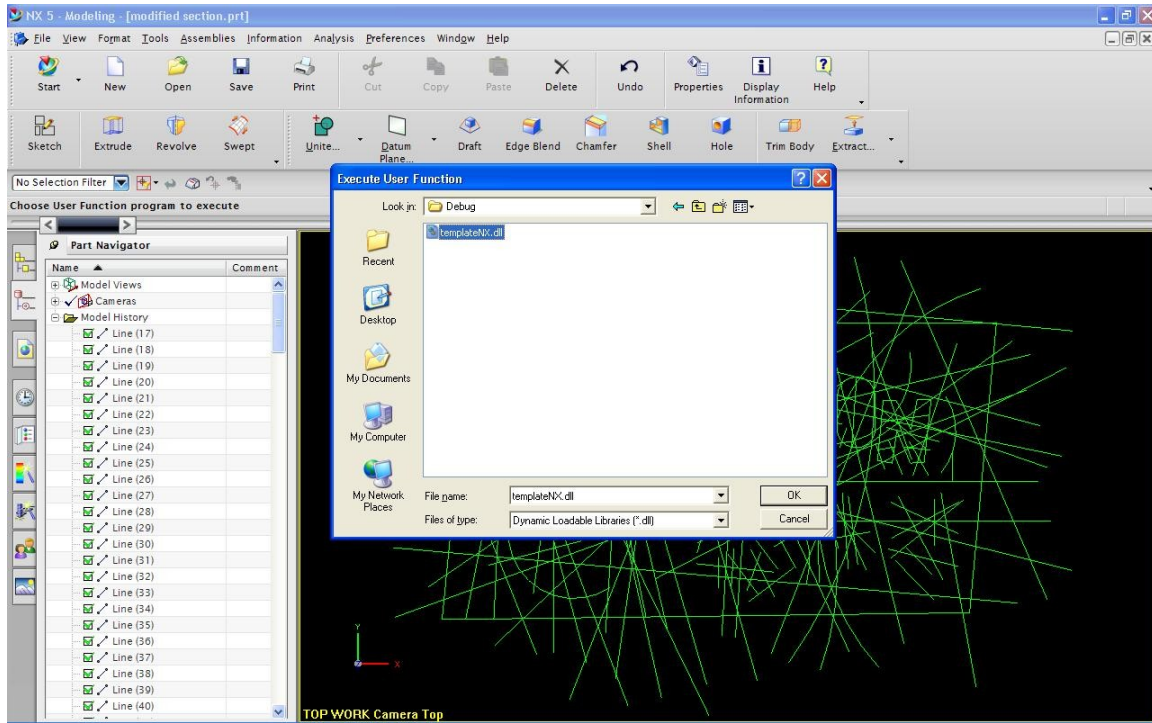 NX 5 - Modeling - [modified section.prt]
File View Format Tools Assemblies Information Analysis Preferences Window Help
Start New Open Save Print Cut Copy Paste Delete Undo Properties Display Information Help
Sketch Extrude Revolve Swept Unite... Datum Plane... Draft Edge Blend Chamfer Shell Hole Trim Body Extract...
No Selection Filter
Choose User Function program to execute
Part Navigator
Name Comment
Model Views
Cameras
Model History
Line (17)
Line (18)
Line (19)
Line (20)
Line (21)
Line (22)
Line (23)
Line (24)
Line (25)
Line (26)
Line (27)
Line (28)
Line (29)
Line (30)
Line (31)
Line (32)
Line (33)
Line (34)
Line (35)
Line (36)
Line (37)
Line (38)
Line (39)
Line (40)
Execute User Function
Look in: Debug
templateNX.dll
Recent
Desktop
My Documents
My Computer
My Network Places
File name: templateNX.dll OK
Files of type: Dynamic Loadable Libraries (*.dll) Cancel
Y
X
TOP WORK Camera Top